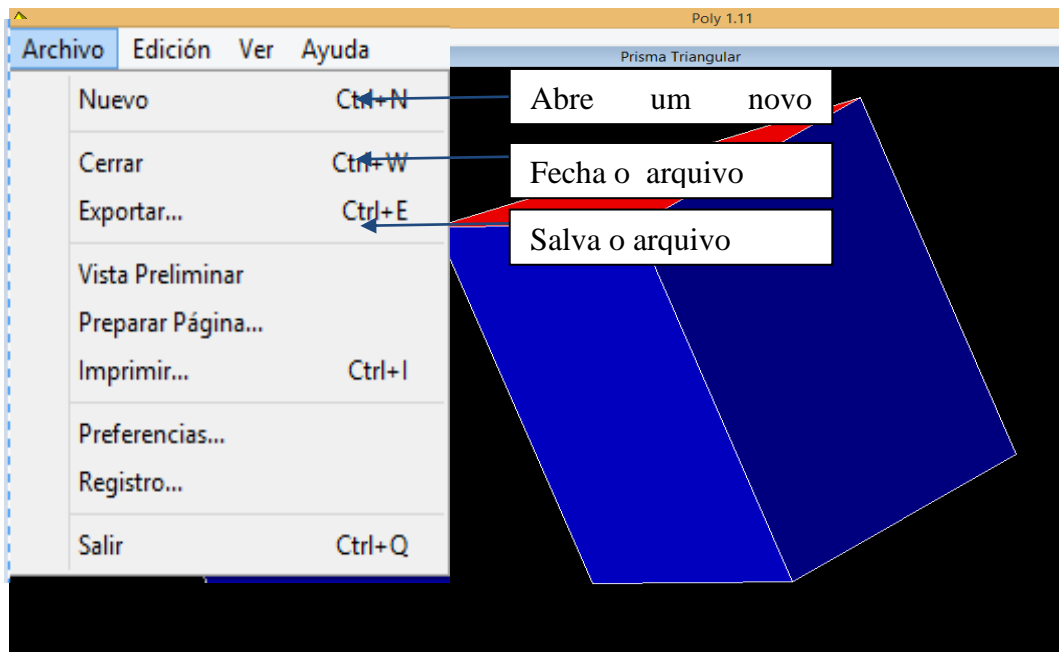 Poly 1.11
Archivo Edición Ver Ayuda
Prisma Triangular
Nuevo Ctrl+N
Abre um novo
Cerrar Ctrl+W
Fecha o arquivo
Exportar... Ctrl+E
Salva o arquivo
Vista Preliminar
Preparar Página...
Imprimir... Ctrl+I
Preferencias...
Registro...
Salir Ctrl+Q